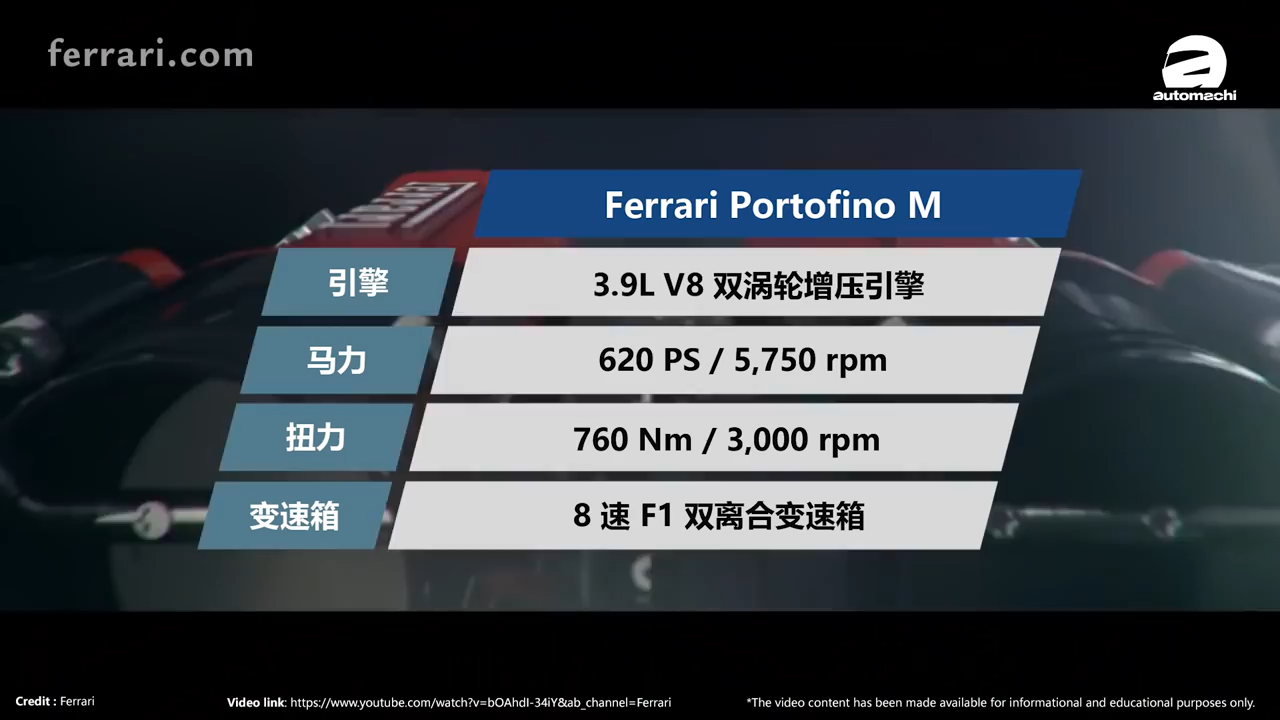 ferrari.com
automachi
Ferrari Portofino M
引擎 3.9L V8 双涡轮增压引擎
马力 620 PS / 5,750 rpm
扭力 760 Nm / 3,000 rpm
变速箱 8 速 F1 双离合变速箱
Credit : Ferrari
Video link: https://www.youtube.com/watch?v=bOAhdI-34iY&ab_channel=Ferrari
*The video content has been made available for informational and educational purposes only.